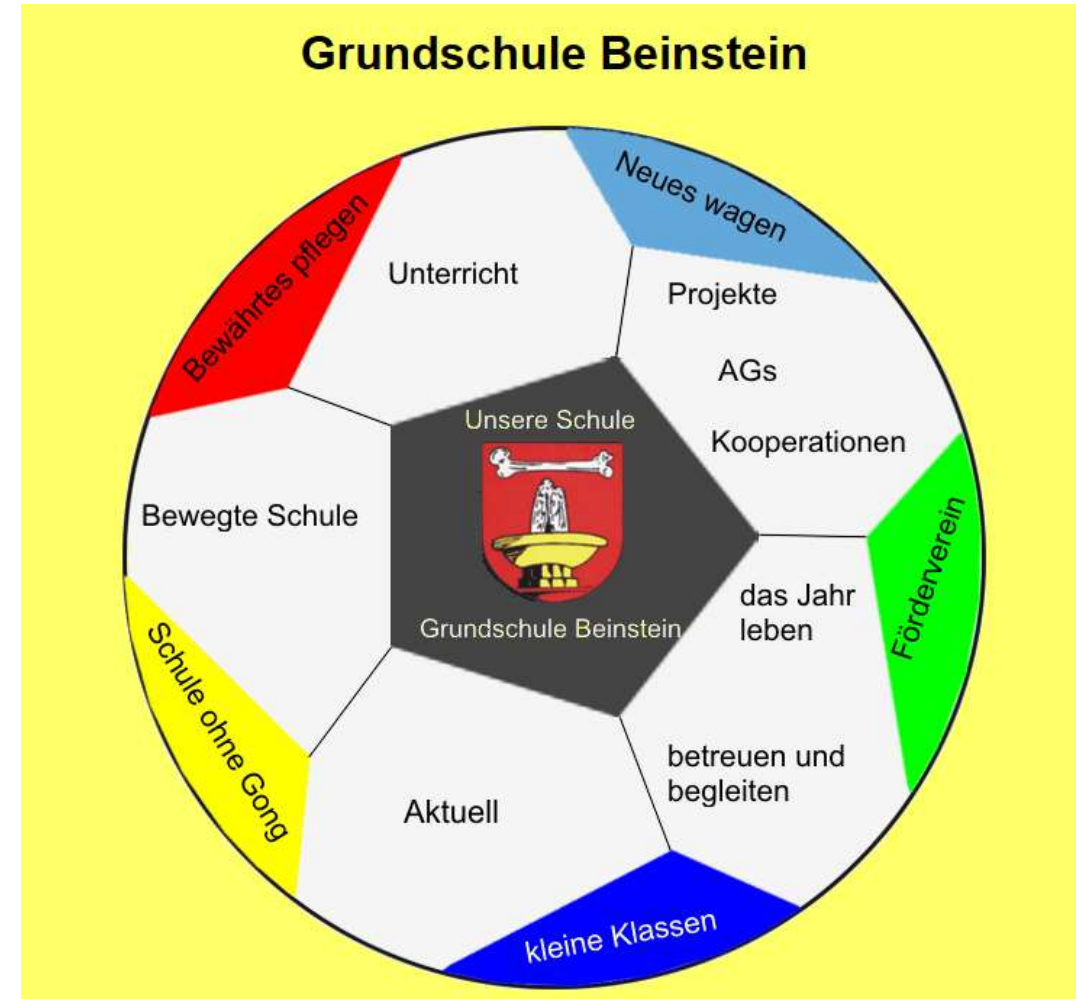 Grundschule Beinstein
Neues wagen
Bewährtes pflegen
Unterricht
Projekte
AGs
Kooperationen
Unsere Schule
Grundschule Beinstein
Bewegte Schule
Förderverein
das Jahr
leben
Schule ohne Gong
betreuen und
begleiten
Aktuell
kleine Klassen